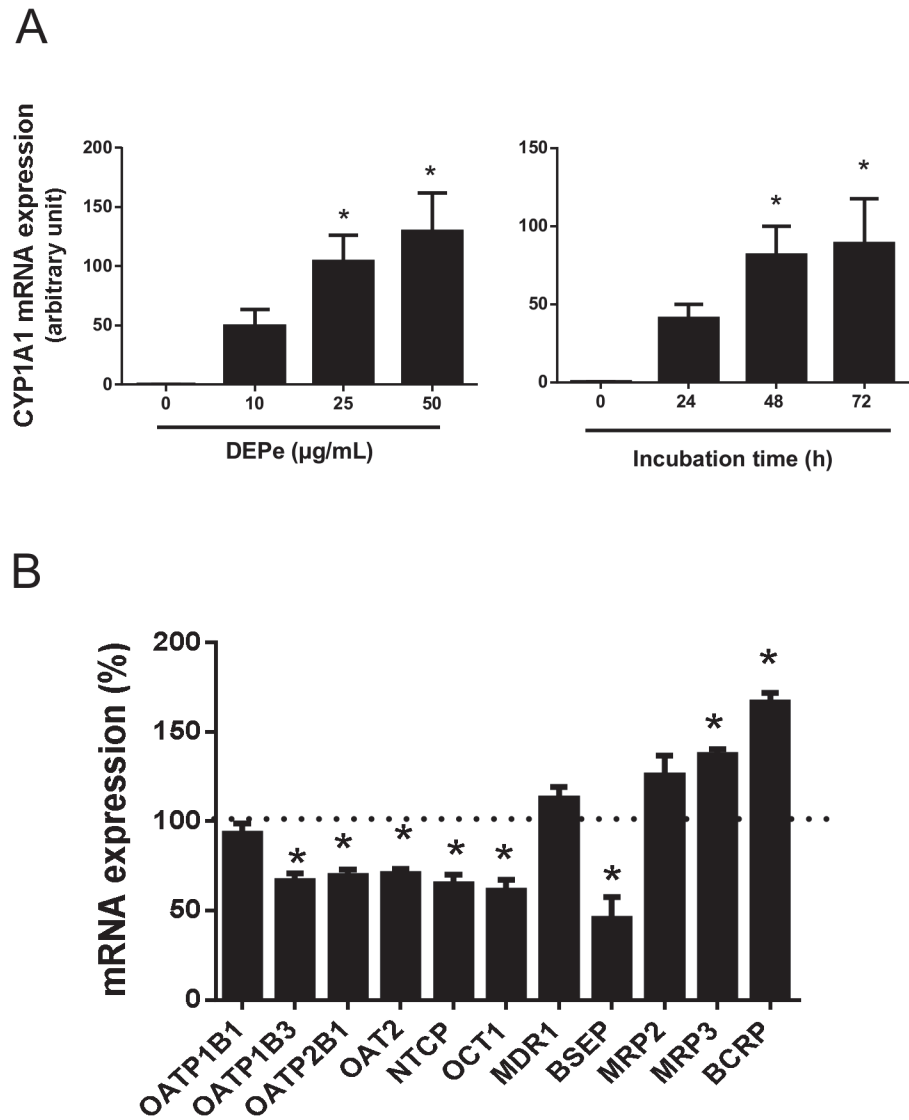 A
CYP1A1 mRNA expression
(arbitrary unit)
200
150
100
50
0
*
*
0 10 25 50
DEPe (µg/mL)
150
100
50
0
*
*
0 24 48 72
Incubation time (h)
B
mRNA expression (%)
200
150
100
50
0
* * * * * * * *
OATP1B1 OATP1B3 OATP2B1 OAT2 NTCP OCT1 MDR1 BSEP MRP2 MRP3 BCRP